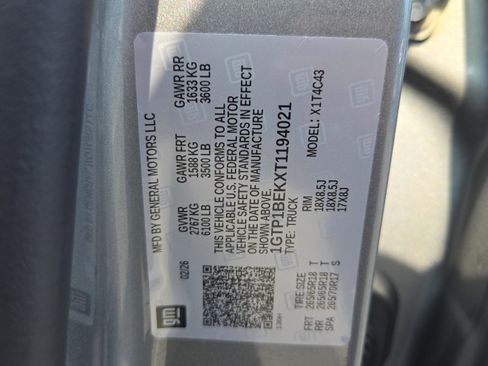 MFD BY GENERAL MOTORS LLC
GVWR GAWR FRT GAWR RR
2767 KG 1588 KG 1633 KG
6100 LB 3500 LB 3600 LB
THIS VEHICLE CONFORMS TO ALL
APPLICABLE U.S. FEDERAL MOTOR
VEHICLE SAFETY STANDARDS IN EFFECT
ON THE DATE OF MANUFACTURE
SHOWN ABOVE.
1GTP1BEKXT1194021
TYPE: TRUCK MODEL: X1T4C43
02/26
gm
TIRE SIZE RIM
FRT 265/65R18 T 18X8.5J
RR 265/65R18 T 18X8.5J
SPA 265/70R17 S 17X8J